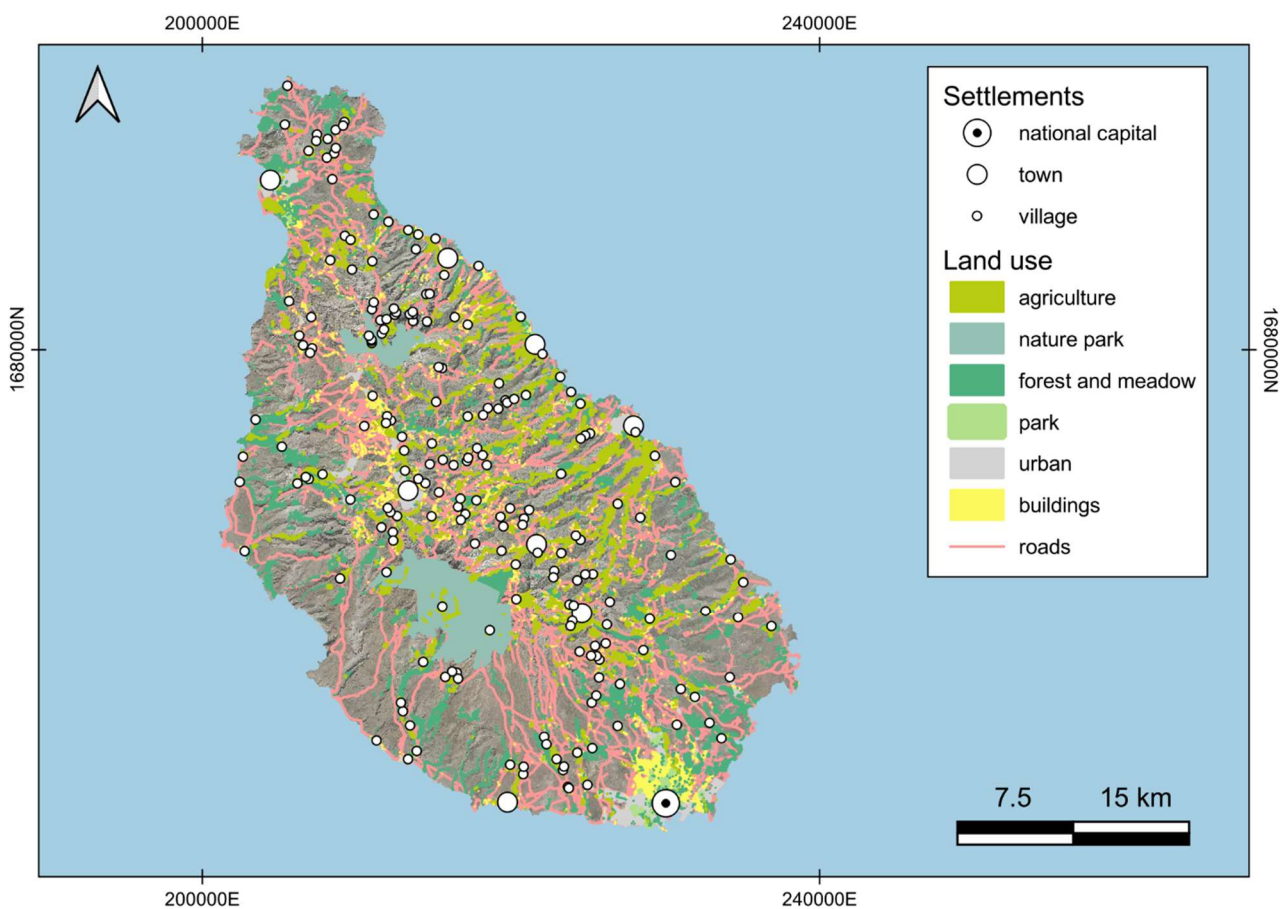 200000E
240000E
Settlements
national capital
town
village
Land use
agriculture
nature park
forest and meadow
park
urban
buildings
roads
1680000N
1680000N
7.5
15 km
200000E
240000E